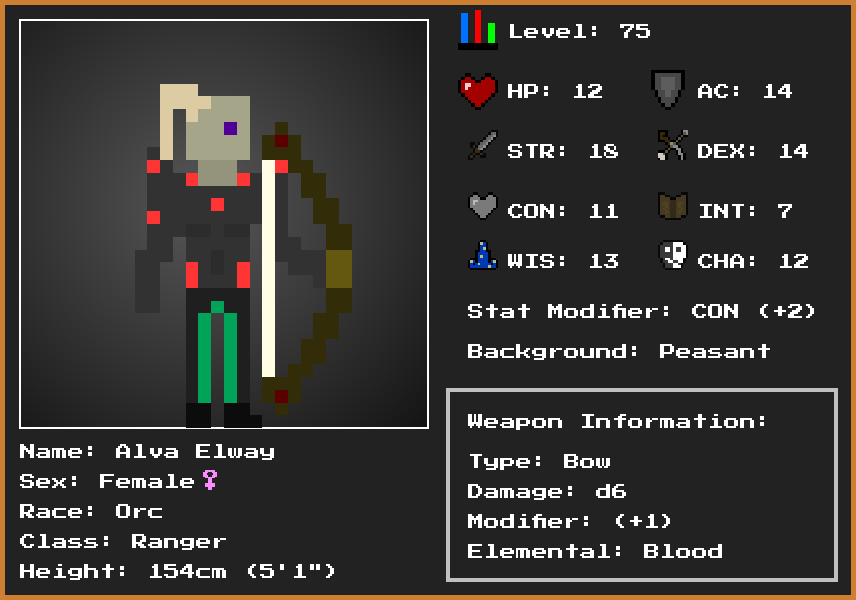 Level: 75
HP: 12
AC: 14
STR: 18
DEX: 14
CON: 11
INT: 7
WIS: 13
CHA: 12
Stat Modifier: CON (+2)
Background: Peasant
Weapon Information:
Type: Bow
Damage: d6
Modifier: (+1)
Elemental: Blood
Name: Alva Elway
Sex: Female♀
Race: Orc
Class: Ranger
Height: 154cm (5'1")